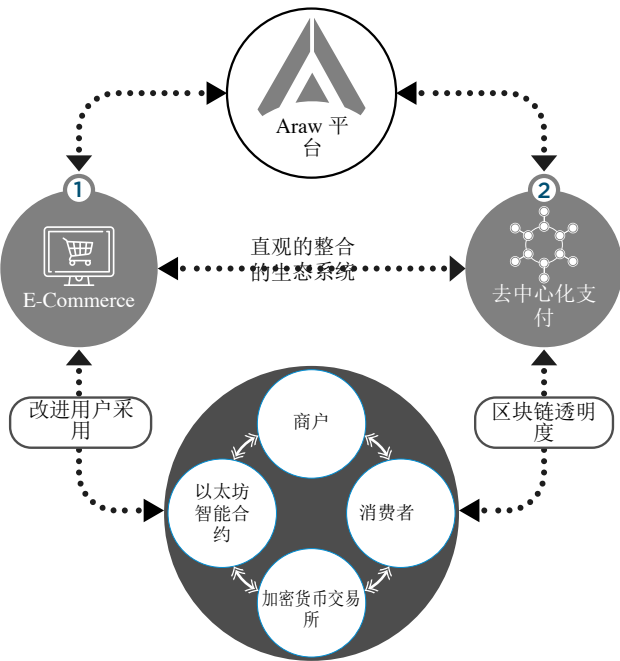 Araw 平
台
1
2
直观的整合
的生态系统
E-Commerce
去中心化支
付
改进用户采
用
区块链透明
度
商户
以太坊
智能合
约
消费者
加密货币交易
所